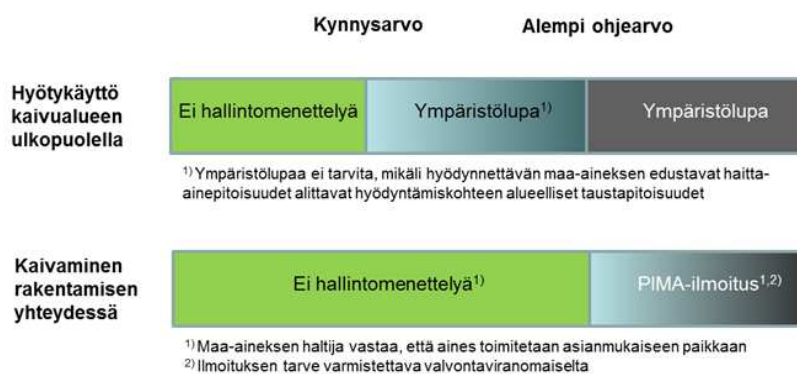 Kynnysarvo Alempi ohjearvo
Hyötykäyttö
kaivualueen
ulkopuolella
Ei hallintomenettelyä Ympäristölupa1) Ympäristölupa
1) Ympäristölupaa ei tarvita, mikäli hyödynnettävän maa-aineksen edustavat haitta-
ainepitoisuudet alittavat hyödyntämiskohteen alueelliset taustapitoisuudet
Kaivaminen
rakentamisen
yhteydessä
Ei hallintomenettelyä1) PIMA-ilmoitus1,2)
1) Maa-aineksen haltija vastaa, että aines toimitetaan asianmukaiseen paikkaan
2) Ilmoituksen tarve varmistettava valvontaviranomaiselta